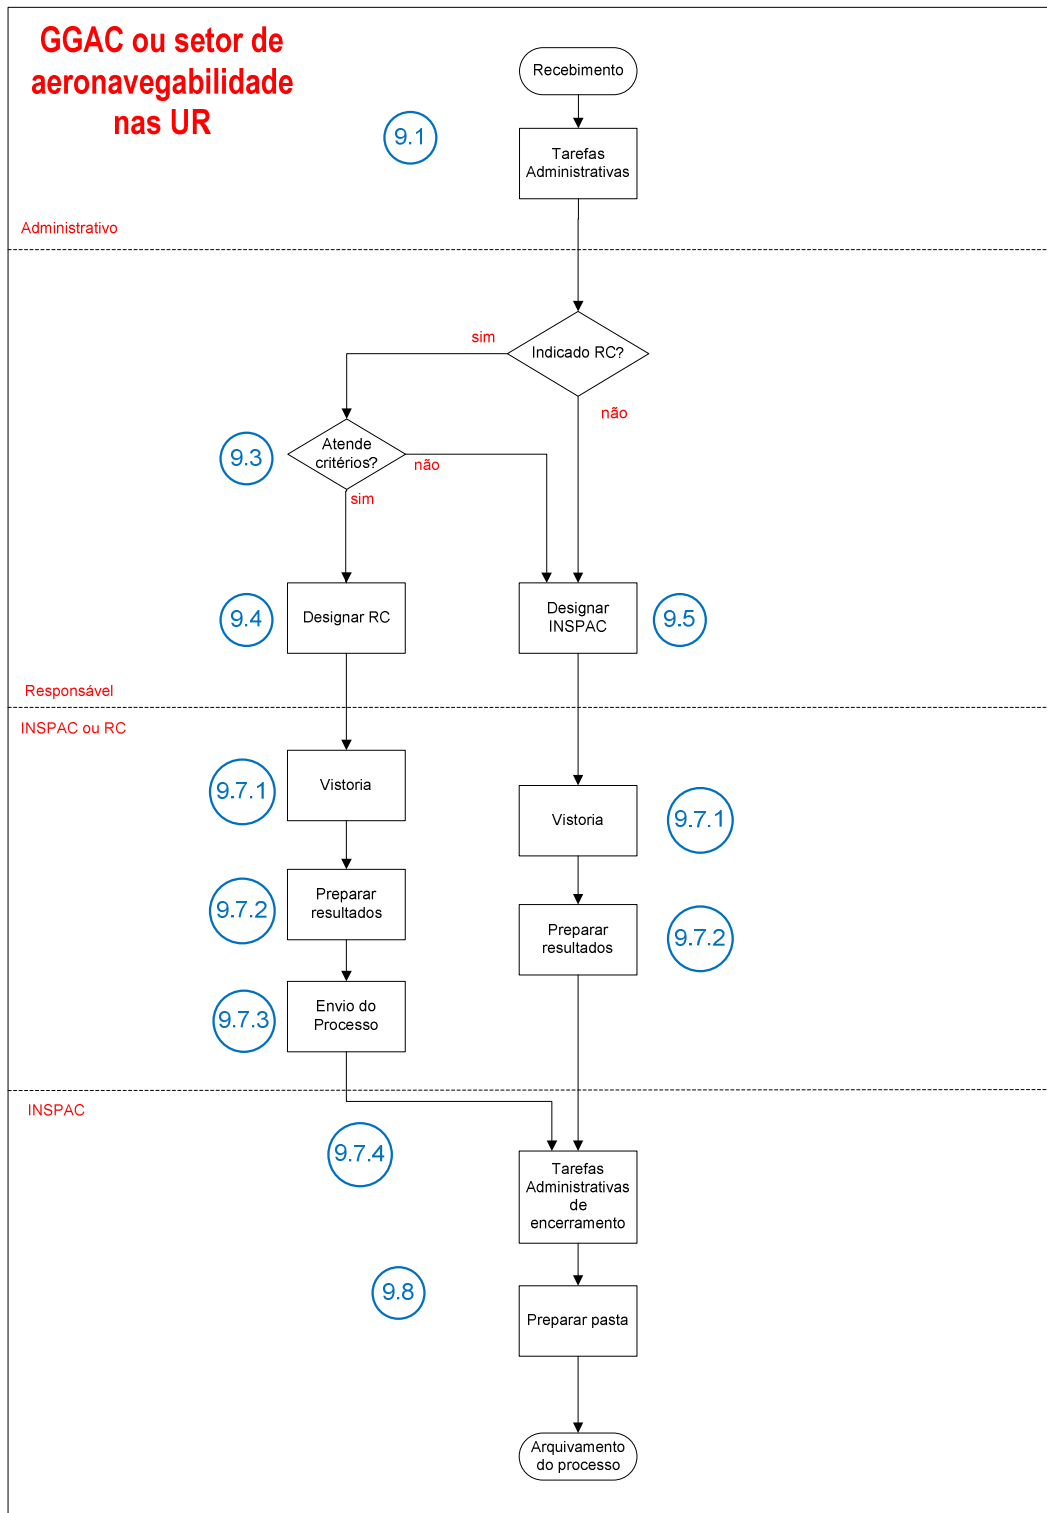 GGAC ou setor de
aeronavegabilidade
nas UR
Recebimento
9.1
Tarefas
Administrativas
Administrativo
sim
Indicado RC?
não
9.3
Atende
critérios?
não
sim
9.4
Designar RC
Designar
INSPAC
9.5
Responsável
INSPAC ou RC
9.7.1
Vistoria
Vistoria
9.7.1
9.7.2
Preparar
resultados
Preparar
resultados
9.7.2
9.7.3
Envio do
Processo
INSPAC
9.7.4
Tarefas
Administrativas
de
encerramento
9.8
Preparar pasta
Arquivamento
do processo